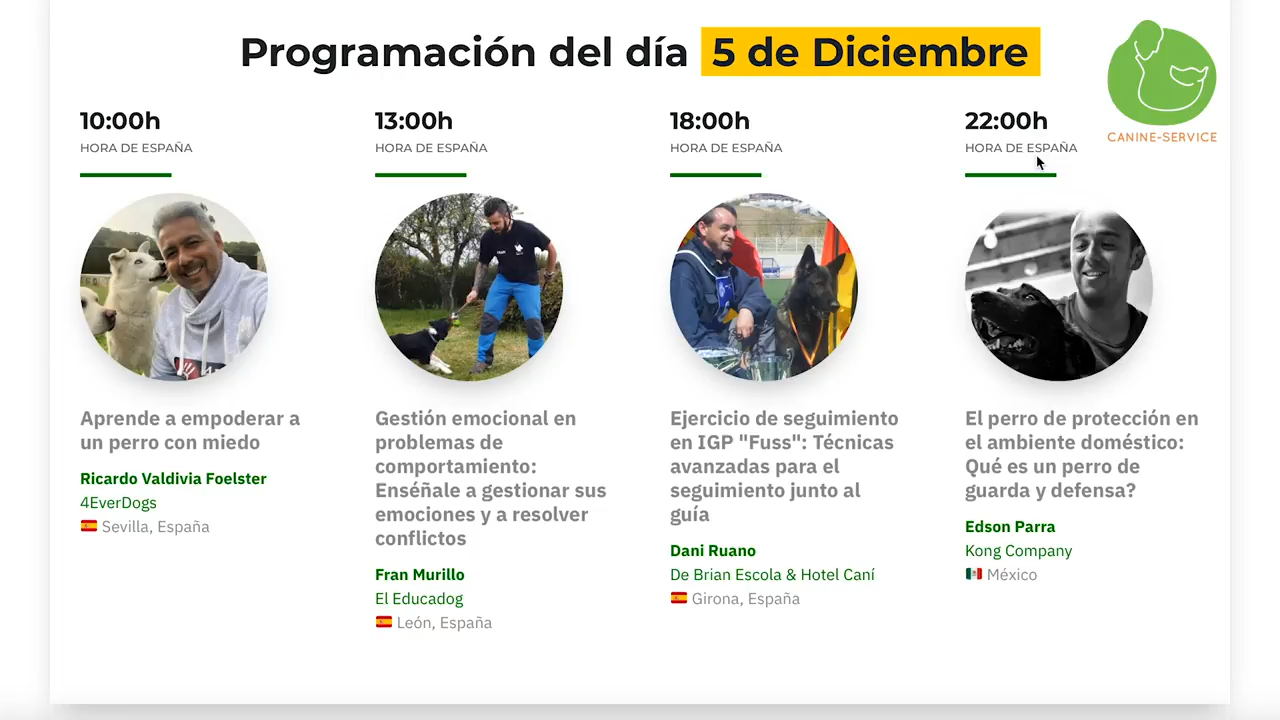 Programación del día 5 de Diciembre
CANINE-SERVICE
10:00h
HORA DE ESPAÑA
Aprende a empoderar a
un perro con miedo
Ricardo Valdivia Foelster
4EverDogs
Sevilla, España
13:00h
HORA DE ESPAÑA
Gestión emocional en
problemas de
comportamiento:
Enséñale a gestionar sus
emociones y a resolver
conflictos
Fran Murillo
El Educadog
León, España
18:00h
HORA DE ESPAÑA
Ejercicio de seguimiento
en IGP "Fuss": Técnicas
avanzadas para el
seguimiento junto al
guía
Dani Ruano
De Brian Escola & Hotel Caní
Girona, España
22:00h
HORA DE ESPAÑA
El perro de protección en
el ambiente doméstico:
Qué es un perro de
guarda y defensa?
Edson Parra
Kong Company
México